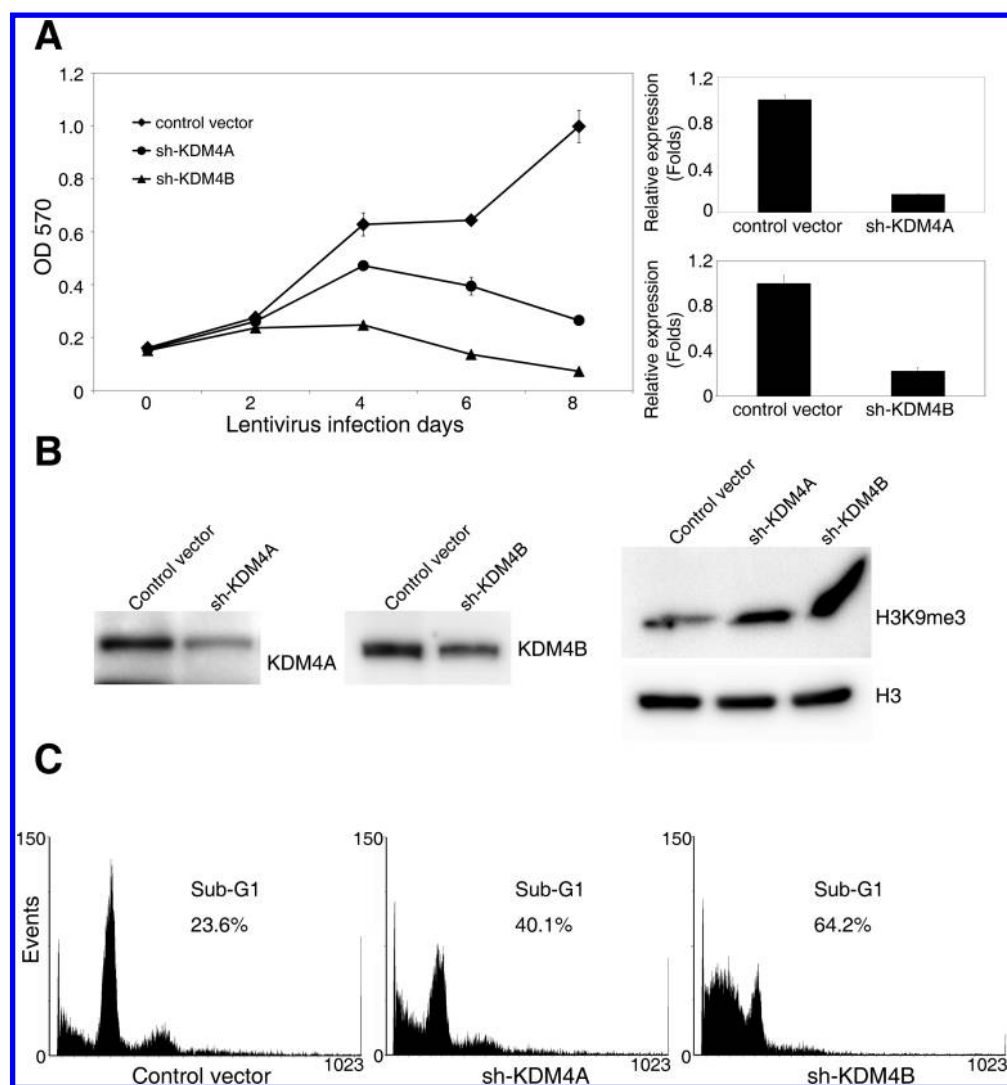 A
1.2
1.0
0.8
0.6
0.4
0.2
0
OD 570
control vector
sh-KDM4A
sh-KDM4B
0 2 4 6 8
Lentivirus infection days
Relative expression
(Folds)
1.2
0.8
0.4
0
control vector sh-KDM4A
Relative expression
(Folds)
1.2
0.8
0.4
0
control vector sh-KDM4B
B
Control vector sh-KDM4A
KDM4A
Control vector sh-KDM4B
KDM4B
Control vector sh-KDM4A sh-KDM4B
H3K9me3
H3
C
150
Events
0
Sub-G1
23.6%
1023
Control vector
150
0
Sub-G1
40.1%
1023
sh-KDM4A
150
0
Sub-G1
64.2%
1023
sh-KDM4B